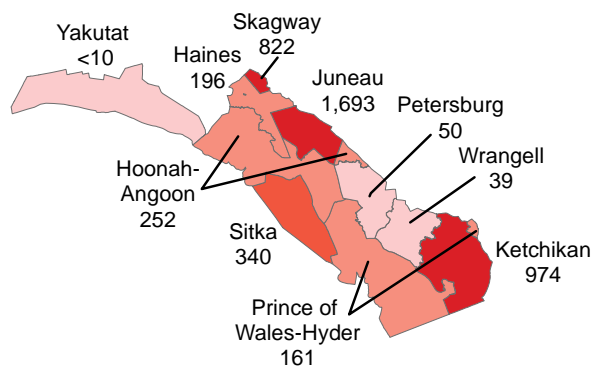 Yakutat
<10
Haines
196
Skagway
822
Juneau
1,693
Petersburg
50
Wrangell
39
Hoonah-
Angoon
252
Sitka
340
Ketchikan
974
Prince of
Wales-Hyder
161